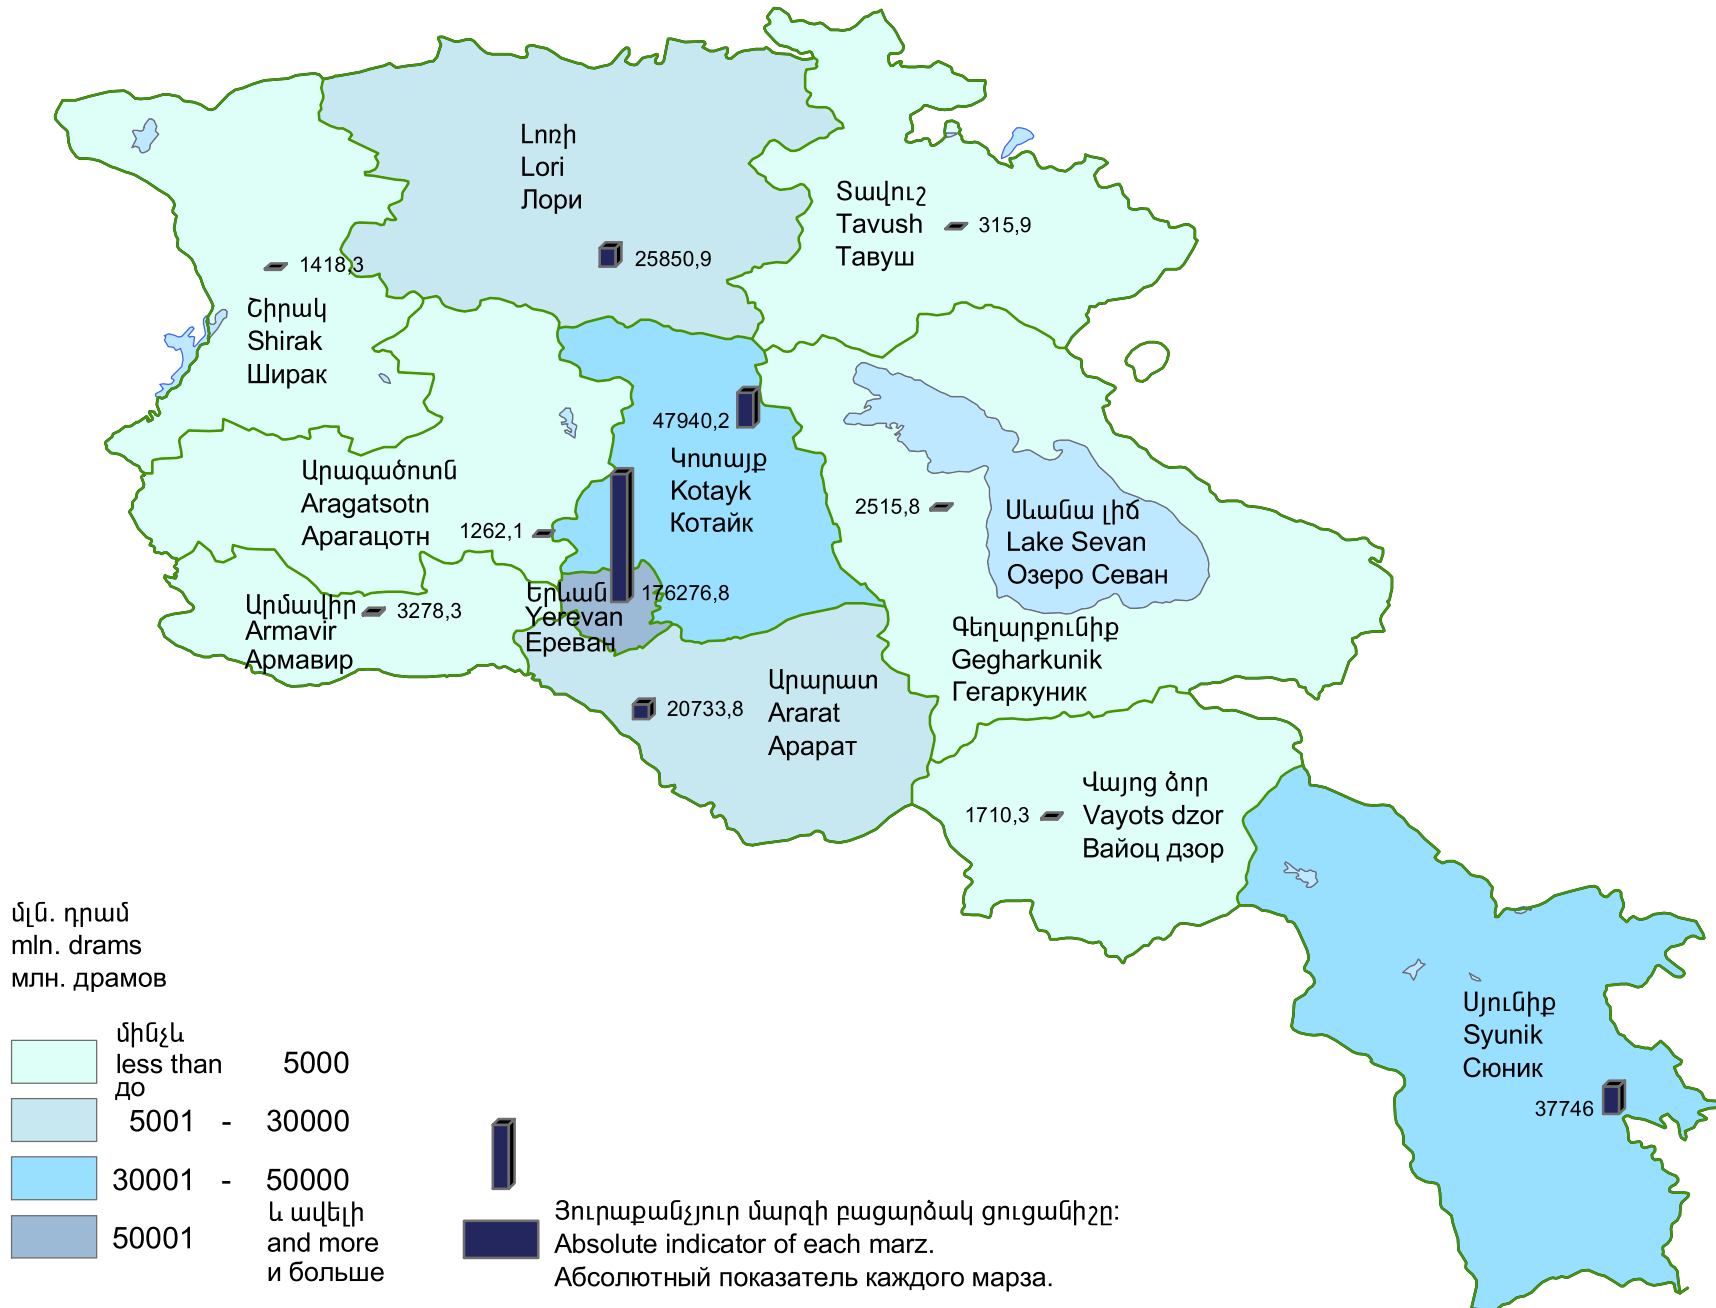 Լոռի
Lori
Лори
25850,9
Տավուշ
Tavush
Тавуш
315,9
1418,3
Շիրակ
Shirak
Ширак
47940,2
Կոտայք
Kotayk
Котайк
Արագածոտն
Aragatsotn
Арагацотн
1262,1
2515,8
Սևանա լիճ
Lake Sevan
Озеро Севан
Գեղարքունիք
Gegharkunik
Гегаркуник
Արմավիր
Armavir
Армавир
3278,3
Երևան
Yerevan
Ереван
176276,8
Արարատ
Ararat
Арарат
20733,8
Վայոց ձոր
Vayots dzor
Вайоц дзор
1710,3
Սյունիք
Syunik
Сюник
37746
մլն. դրամ
mln. drams
млн. драмов
մինչև
less than 5000
до
5001 - 30000
30001 - 50000
50001 և ավելի
and more
и больше
Յուրաքանչյուր մարզի բացարձակ ցուցանիշը:
Absolute indicator of each marz.
Абсолютный показатель каждого марза.